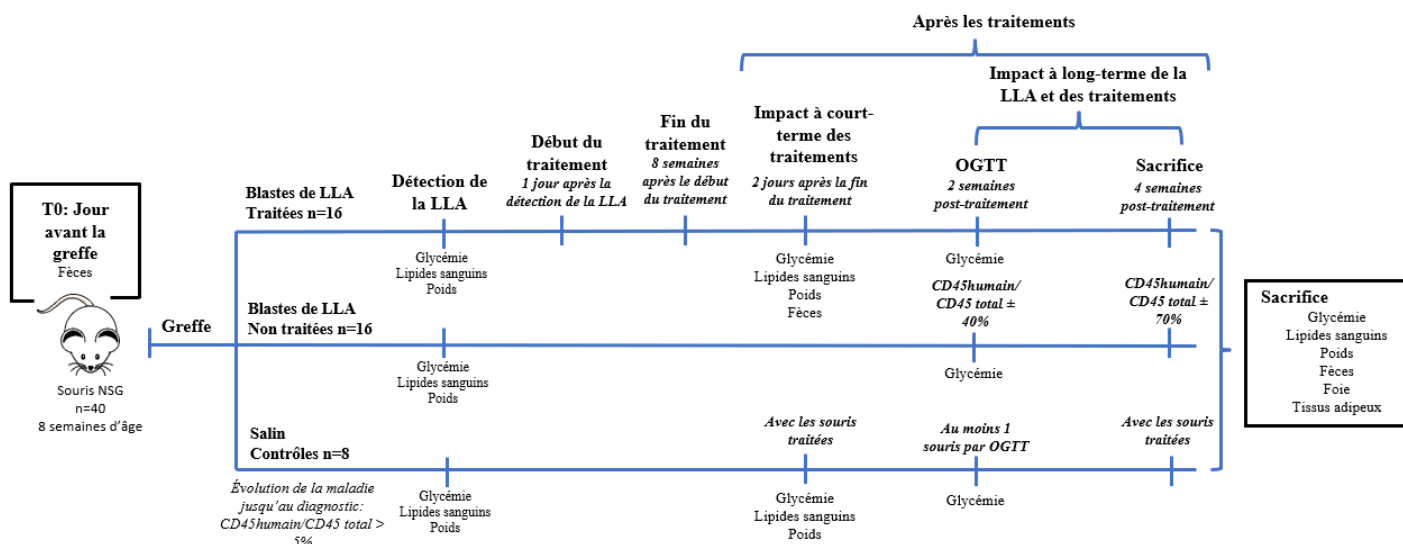 Après les traitements
Impact à long-terme de la
LLA et des traitements
T0: Jour
avant la
greffe
Fèces
Souris NSG
n=40
8 semaines d'âge
Greffe
Blastes de LLA
Traitées n=16
Détection de
la LLA
Début du
traitement
1 jour après la
détection de la LLA
Fin du
traitement
8 semaines
après le début
du traitement
Impact à court-
terme des
traitements
2 jours après la fin
du traitement
OGTT
2 semaines
post-traitement
Sacrifice
4 semaines
post-traitement
Glycémie
Lipides sanguins
Poids
Glycémie
Lipides sanguins
Poids
Fèces
Glycémie
Blastes de LLA
Non traitées n=16
CD45humain/
CD45 total ±
40%
CD45humain/
CD45 total ±
70%
Glycémie
Lipides sanguins
Poids
Glycémie
Salin
Contrôles n=8
Avec les souris
traitées
Au moins 1
souris par OGTT
Avec les souris
traitées
Évolution de la maladie
jusqu'au diagnostic:
CD45humain/CD45 total >
5%
Glycémie
Lipides sanguins
Poids
Glycémie
Lipides sanguins
Poids
Glycémie
Sacrifice
Glycémie
Lipides sanguins
Poids
Fèces
Foie
Tissus adipeux